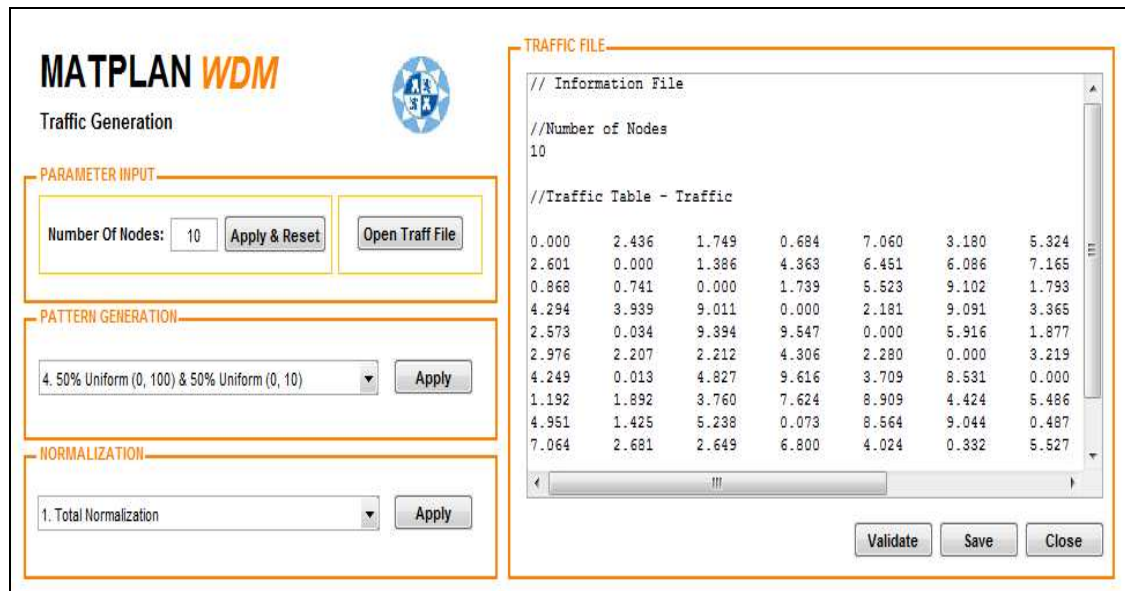 MATPLAN WDM
Traffic Generation
PARAMETER INPUT
Number Of Nodes: 10 Apply & Reset Open Traff File
PATTERN GENERATION
4. 50% Uniform (0, 100) & 50% Uniform (0, 10) Apply
NORMALIZATION
1. Total Normalization Apply
TRAFFIC FILE
// Information File
//Number of Nodes
10
//Traffic Table - Traffic
0.000 2.436 1.749 0.684 7.060 3.180 5.324
2.601 0.000 1.386 4.363 6.451 6.086 7.165
0.868 0.741 0.000 1.739 5.523 9.102 1.793
4.294 3.939 9.011 0.000 2.181 9.091 3.365
2.573 0.034 9.394 9.547 0.000 5.916 1.877
2.976 2.207 2.212 4.306 2.280 0.000 3.219
4.249 0.013 4.827 9.616 3.709 8.531 0.000
1.192 1.892 3.760 7.624 8.909 4.424 5.486
4.951 1.425 5.238 0.073 8.564 9.044 0.487
7.064 2.681 2.649 6.800 4.024 0.332 5.527
Validate Save Close